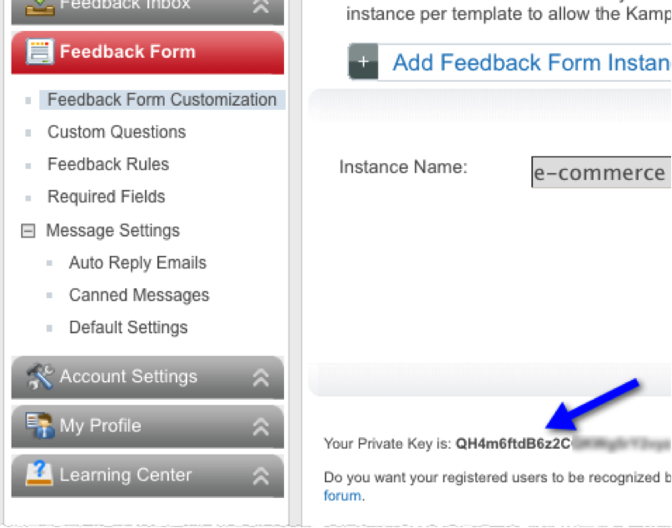 Feedback Inbox
Feedback Form
Feedback Form Customization
Custom Questions
Feedback Rules
Required Fields
Message Settings
Auto Reply Emails
Canned Messages
Default Settings
Account Settings
My Profile
Learning Center
instance per template to allow the Kamp
+ Add Feedback Form Instanc
Instance Name: e-commerce
Your Private Key is: QH4m6ftdB6z2C
Do you want your registered users to be recognized b
forum.